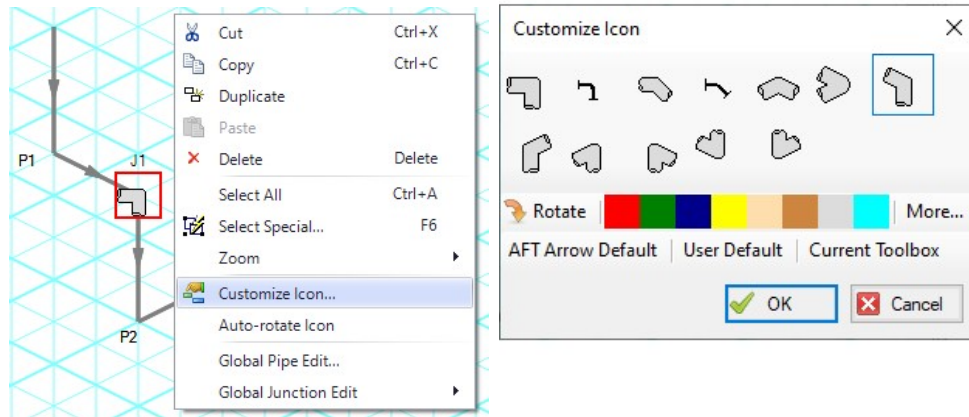 P1
J1
P2
Cut Ctrl+X
Copy Ctrl+C
Duplicate
Paste
Delete Delete
Select All Ctrl+A
Select Special... F6
Zoom
Customize Icon...
Auto-rotate Icon
Global Pipe Edit...
Global Junction Edit
Customize Icon
Rotate More...
AFT Arrow Default User Default Current Toolbox
OK Cancel